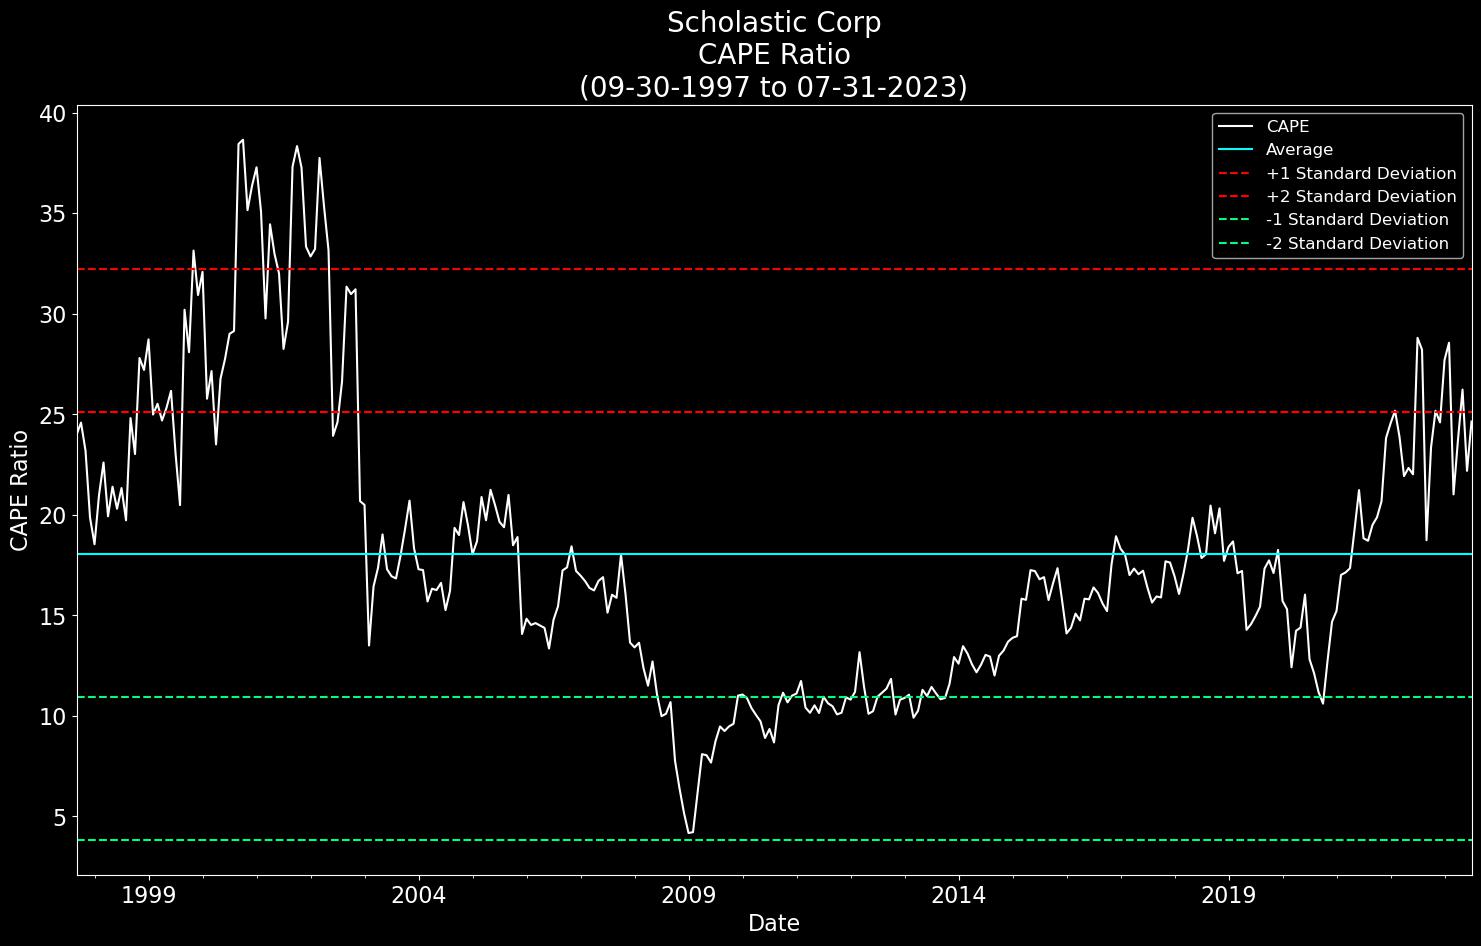 Scholastic Corp
CAPE Ratio
(09-30-1997 to 07-31-2023)
40
35
30
25
20
15
10
5
CAPE Ratio
CAPE
Average
+1 Standard Deviation
+2 Standard Deviation
-1 Standard Deviation
-2 Standard Deviation
1999 2004 2009 2014 2019
Date